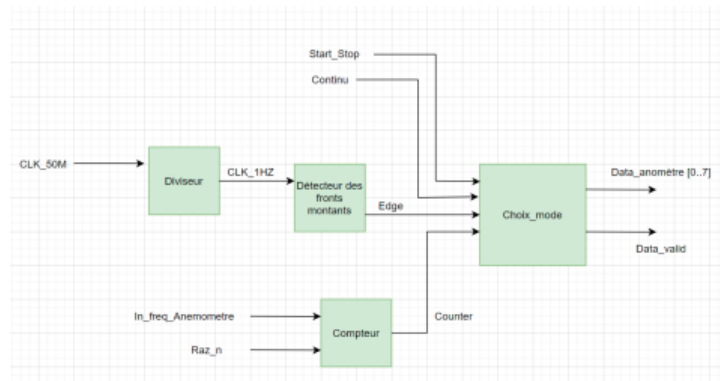 Start_Stop
Continu
CLK_50M
Diviseur
CLK_1HZ
Détecteur des
fronts
montants
Edge
Choix_mode
Data_anomètre [0..7]
Data_valid
In_freq_Anemometre
Raz_n
Compteur
Counter